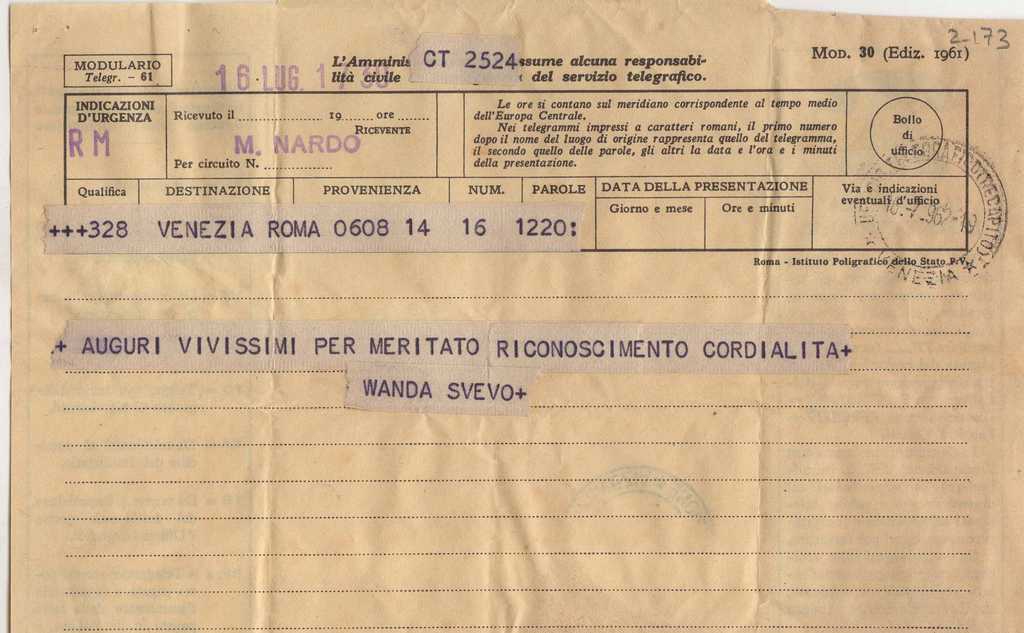 2-173
MODULARIO
Telegr. - 61
16 LUG. 1
L'Amminis CT 2524 ssume alcuna responsabi-
lità civile del servizio telegrafico.
MOD. 30 (Ediz. 1961)
INDICAZIONI
D'URGENZA
RM
Ricevuto il 19 ore
RICEVENTE
M. NARDO
Per circuito N.
Le ore si contano sul meridiano corrispondente al tempo medio
dell'Europa Centrale.
Nei telegrammi impressi a caratteri romani, il primo numero
dopo il nome del luogo di origine rappresenta quello del telegramma,
il secondo quello delle parole, gli altri la data e l'ora e i minuti
della presentazione.
Bollo
di
ufficio
Qualifica DESTINAZIONE PROVENIENZA NUM. PAROLE DATA DELLA PRESENTAZIONE Via e indicazioni
eventuali d'ufficio
Giorno e mese Ore e minuti
+++328 VENEZIA ROMA 0608 14 16 1220:
Roma - Istituto Poligrafico dello Stato P.V.
VENEZIA
.+ AUGURI VIVISSIMI PER MERITATO RICONOSCIMENTO CORDIALITA+
WANDA SVEVO+